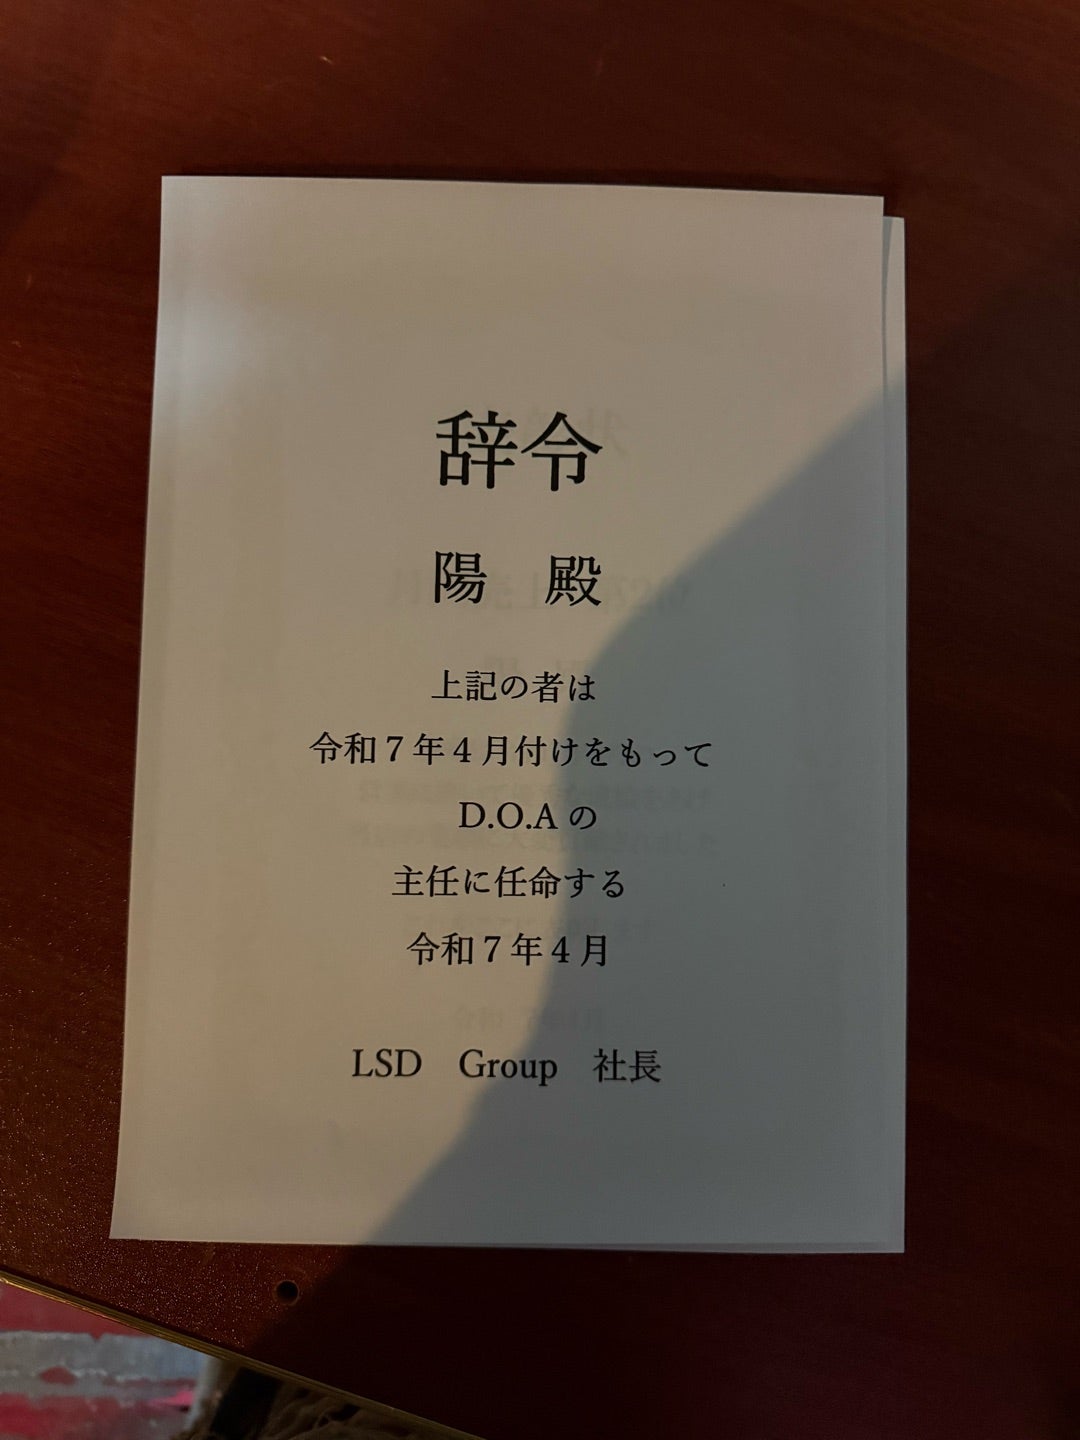 辞令
陽　殿
上記の者は
令和７年４月付けをもって
D.O.A の
主任に任命する
令和７年４月
LSD　Group　社長